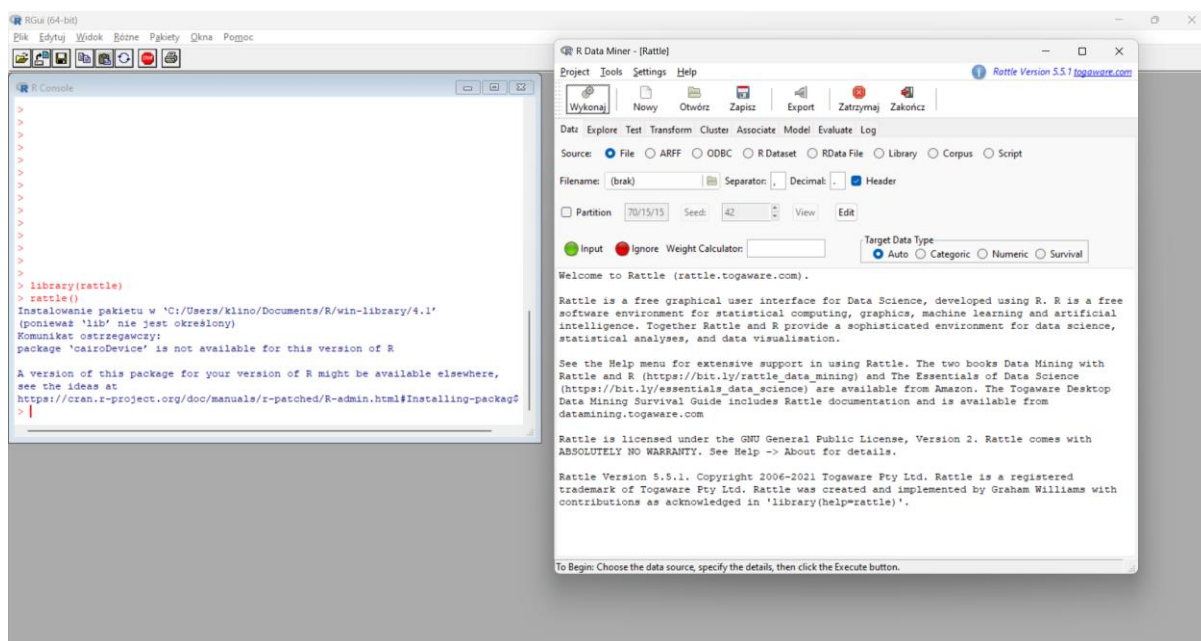 RGui (64-bit)
Plik Edytuj Widok Różne Pakiety Okna Pomoc
R Console
>
>
>
>
>
>
>
>
>
>
>
>
>
>
> library(rattle)
> rattle()
Instalowanie pakietu w ‘C:/Users/klino/Documents/R/win-library/4.1’
(ponieważ ‘lib’ nie jest określony)
Komunikat ostrzegawczy:
package ‘cairoDevice’ is not available for this version of R
A version of this package for your version of R might be available elsewhere,
see the ideas at
https://cran.r-project.org/doc/manuals/r-patched/R-admin.html#Installing-packag$
>
R Data Miner - [Rattle]
Project Tools Settings Help
Rattle Version 5.5.1 togaware.com
Wykonaj Nowy Otwórz Zapisz Export Zatrzymaj Zakończ
Data Explore Test Transform Cluster Associate Model Evaluate Log
Source: File ARFF ODBC R Dataset RData File Library Corpus Script
Filename: (brak) Separator: , Decimal: . Header
Partition 70/15/15 Seed: 42 View Edit
Input Ignore Weight Calculator: Target Data Type
Auto Categoric Numeric Survival
Welcome to Rattle (rattle.togaware.com).
Rattle is a free graphical user interface for Data Science, developed using R. R is a free
software environment for statistical computing, graphics, machine learning and artificial
intelligence. Together Rattle and R provide a sophisticated environment for data science,
statistical analyses, and data visualisation.
See the Help menu for extensive support in using Rattle. The two books Data Mining with
Rattle and R (https://bit.ly/rattle_data_mining) and The Essentials of Data Science
(https://bit.ly/essentials_data_science) are available from Amazon. The Togaware Desktop
Data Mining Survival Guide includes Rattle documentation and is available from
datamining.togaware.com
Rattle is licensed under the GNU General Public License, Version 2. Rattle comes with
ABSOLUTELY NO WARRANTY. See Help -> About for details.
Rattle Version 5.5.1. Copyright 2006-2021 Togaware Pty Ltd. Rattle is a registered
trademark of Togaware Pty Ltd. Rattle was created and implemented by Graham Williams with
contributions as acknowledged in 'library(help=rattle)'.
To Begin: Choose the data source, specify the details, then click the Execute button.